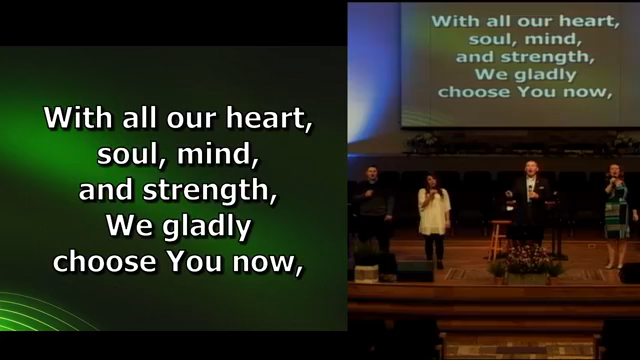 With all our heart,
soul, mind,
and strength,
We gladly
choose You now,
With all our heart,
soul, mind,
and strength,
We gladly
choose You now,